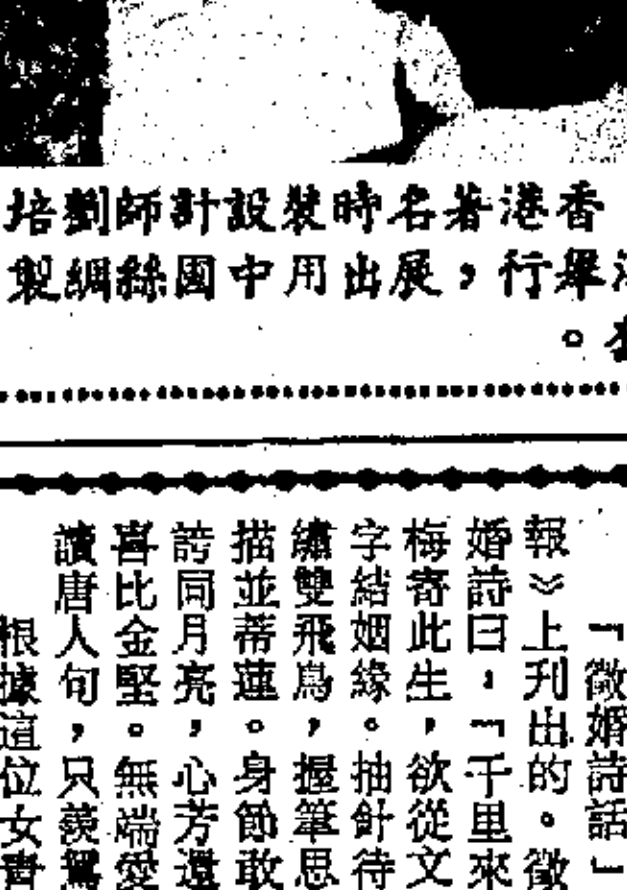 香港著名時裝設計師劉培
舉行，展出用中國絲綢製
。
「徵婚詩話」
報》上刊出的。徵
婚詩曰：「千里來
梅寄此生，欲從文
字結姻緣。抽針待
繡雙飛鳥，握筆思
描並蒂蓮。身節敢
誇同月亮，心芳還
喜比金堅。無端愛
讀唐人句，只羨鴛
根據這位女青